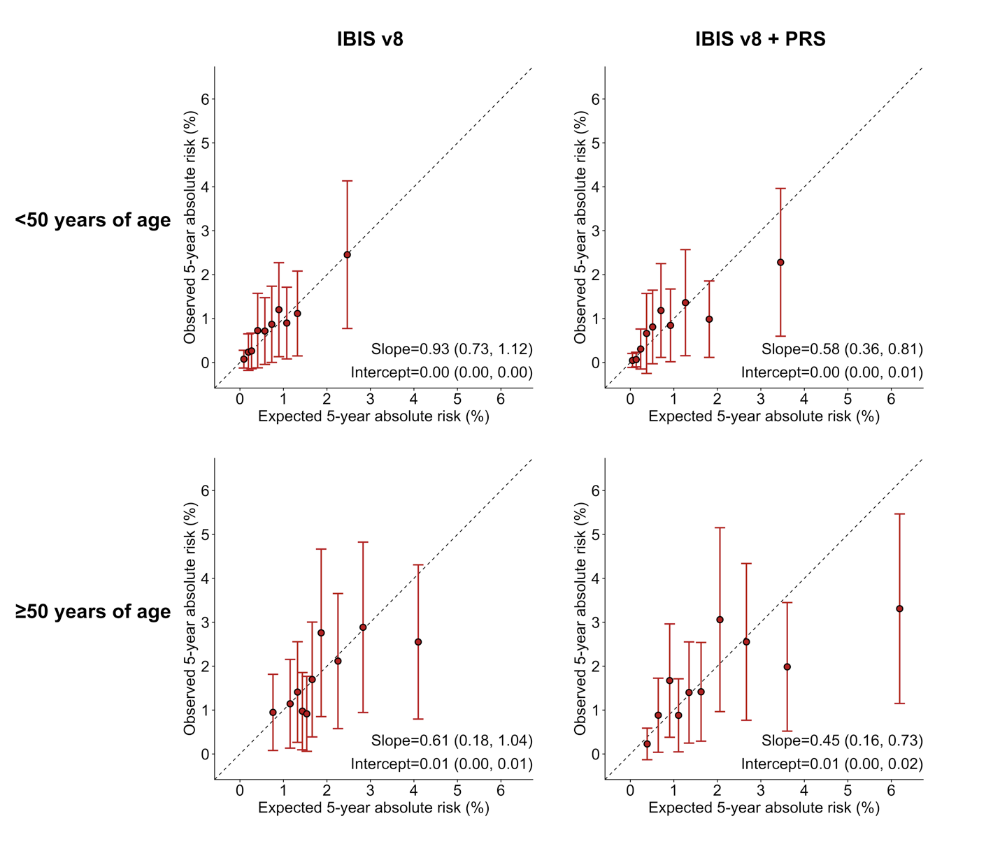 IBIS v8
IBIS v8 + PRS
<50 years of age
Observed 5-year absolute risk (%)
6
5
4
3
2
1
0
Slope=0.93 (0.73, 1.12)
Intercept=0.00 (0.00, 0.00)
0 1 2 3 4 5 6
Expected 5-year absolute risk (%)
Observed 5-year absolute risk (%)
6
5
4
3
2
1
0
Slope=0.58 (0.36, 0.81)
Intercept=0.00 (0.00, 0.01)
0 1 2 3 4 5 6
Expected 5-year absolute risk (%)
≥50 years of age
Observed 5-year absolute risk (%)
6
5
4
3
2
1
0
Slope=0.61 (0.18, 1.04)
Intercept=0.01 (0.00, 0.01)
0 1 2 3 4 5 6
Expected 5-year absolute risk (%)
Observed 5-year absolute risk (%)
6
5
4
3
2
1
0
Slope=0.45 (0.16, 0.73)
Intercept=0.01 (0.00, 0.02)
0 1 2 3 4 5 6
Expected 5-year absolute risk (%)